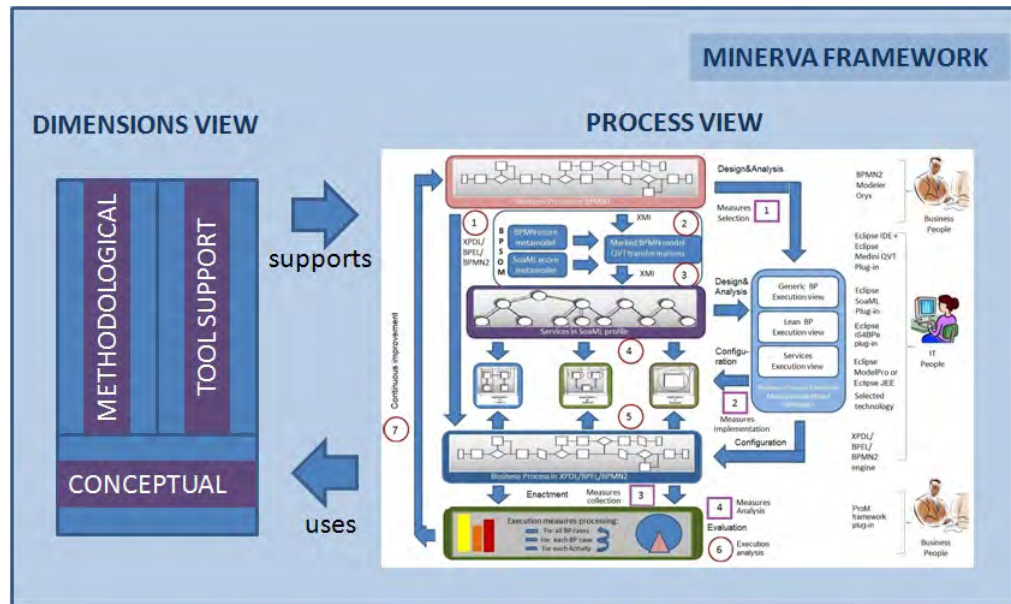 MINERVA FRAMEWORK
DIMENSIONS VIEW
PROCESS VIEW
METHODOLOGICAL
TOOL SUPPORT
CONCEPTUAL
supports
uses
Design&Analysis
Measures
Selection
1
BPMN2
Modeler
Oryx
Business
People
1
XPDL/
BPEL/
BPMN2
XMI
2
BPSOM
BPMN ecore
metamodel
SoaML ecore
metamodel
Marked BPMN model
QVT transformations
XMI
3
Services in SoaML profile
4
Design&
Analysis
Generic BP
Execution view
Lean BP
Execution view
Services
Execution view
Eclipse IDE +
Eclipse
Medini QVT
Plug-in
Eclipse
SoaML
Plug-in
Eclipse
iS4BPe
plug-in
Eclipse
ModelPro or
Eclipse JEE
Selected
technology
IT
People
Configu-
ration
2
Measures
implementation
5
Configuration
XPDL/
BPEL/
BPMN2
engine
Continuous improvement
7
Business Process in XPDL/BPEL/BPMN2
Enactment
Measures
collection
3
4
Measures
Analysis
Evaluation
6
Execution
analysis
Execution measures processing:
For all BP cases
For each BP case
For each Activity
ProM
framework
plug-in
Business
People